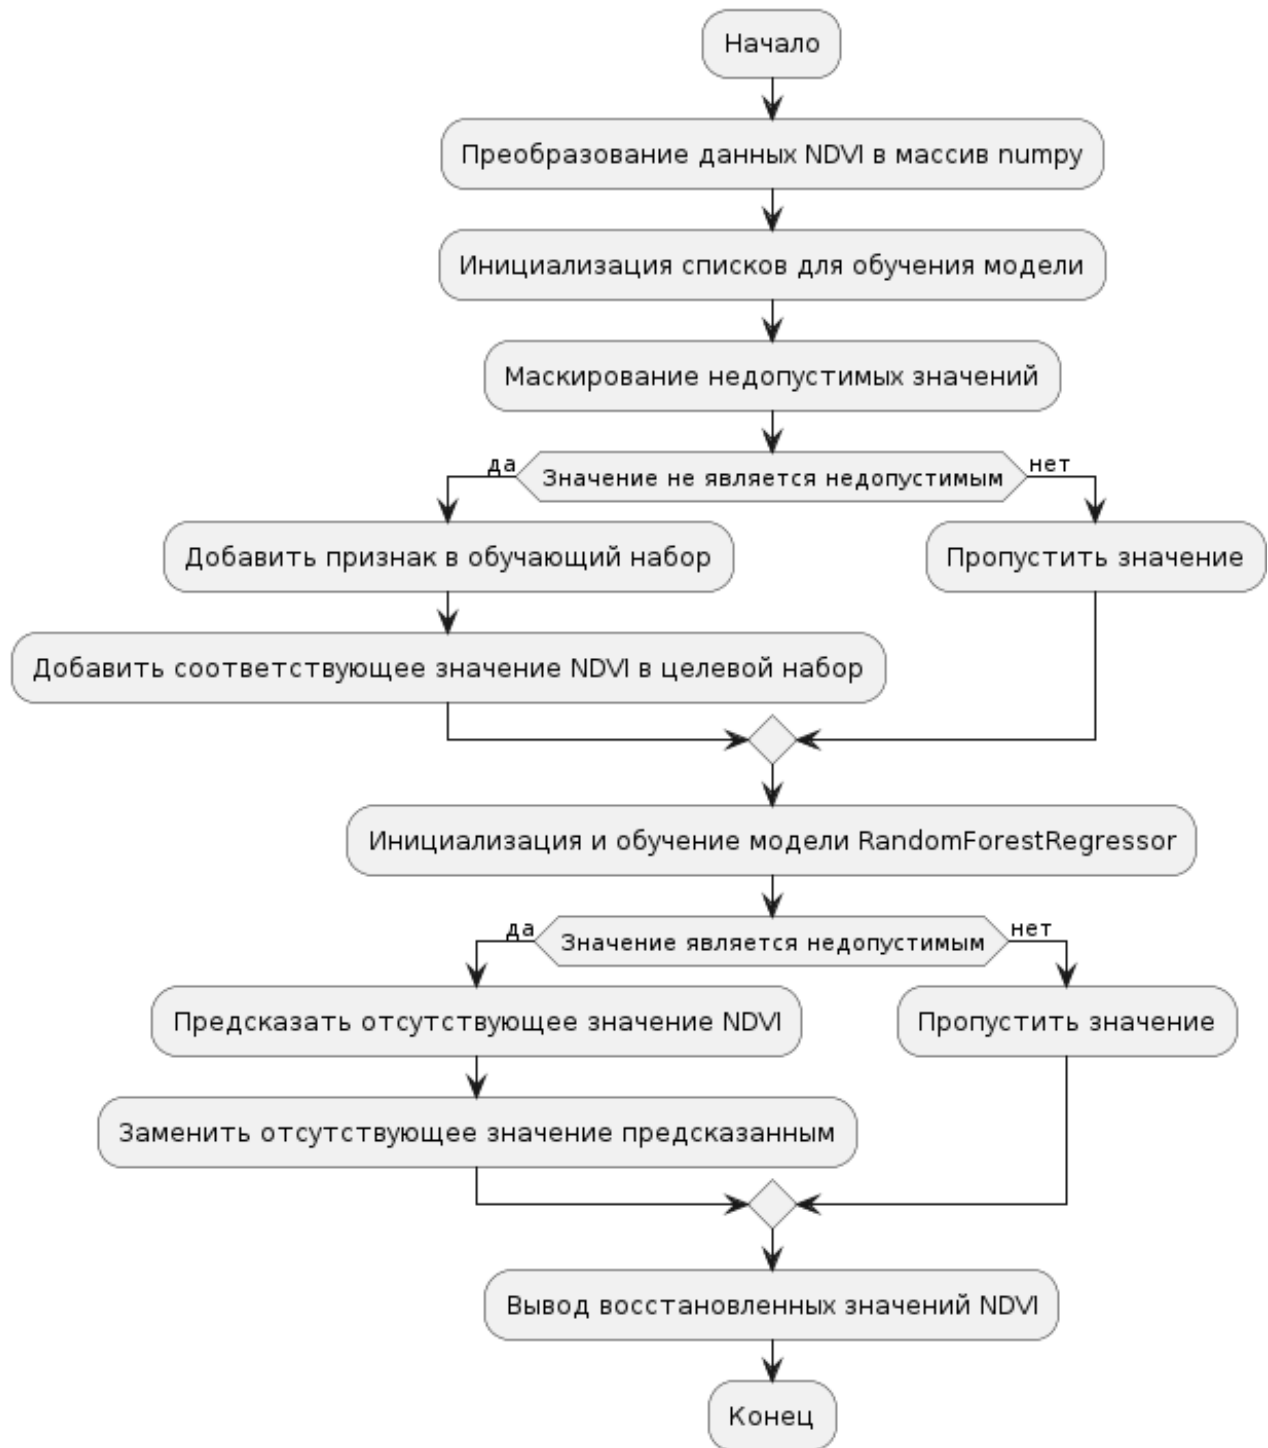 Начало
Преобразование данных NDVI в массив numpy
Инициализация списков для обучения модели
Маскирование недопустимых значений
да
Значение не является недопустимым
нет
Добавить признак в обучающий набор
Пропустить значение
Добавить соответствующее значение NDVI в целевой набор
Инициализация и обучение модели RandomForestRegressor
да
Значение является недопустимым
нет
Предсказать отсутствующее значение NDVI
Пропустить значение
Заменить отсутствующее значение предсказанным
Вывод восстановленных значений NDVI
Конец